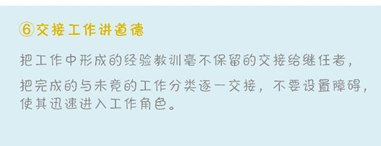 ⑥交接工作讲道德
把工作中形成的经验教训毫不保留的交接给继任者，
把完成的与未竟的工作分类逐一交接，不要设置障碍，
使其迅速进入工作角色。